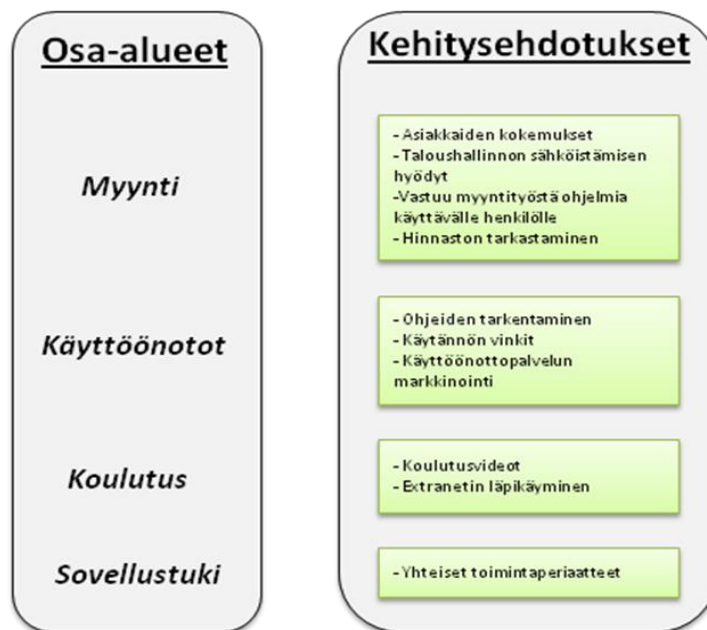 Osa-alueet
Myynti
Käyttöönotot
Koulutus
Sovellustuki
Kehitysehdotukset
- Asiakkaiden kokemukset
- Taloushallinnon sähköistämisen
hyödyt
-Vastuu myyntityöstä ohjelmia
käyttävälle henkilölle
- Hinnaston tarkastaminen
- Ohjeiden tarkentaminen
- Käytännön vinkit
- Käyttöönottopalvelun
markkinointi
- Koulutusvideot
- Extranetin läpikäyminen
- Yhteiset toimintaperiaatteet